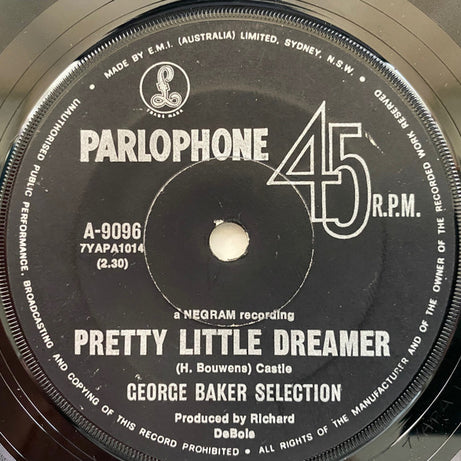 MADE BY E.M.I. (AUSTRALIA) LIMITED, SYDNEY, N.S.W.
ALL RIGHTS OF THE MANUFACTURER AND OF THE OWNER OF THE RECORDED WORK RESERVED
UNAUTHORISED PUBLIC PERFORMANCE, BROADCASTING AND COPYING OF THIS RECORD PROHIBITED
£
TRADE MARK
PARLOPHONE
45
R.P.M.
A-9096
7YAPA1014
(2.30)
a NEGRAM recording
PRETTY LITTLE DREAMER
(H. Bouwens) Castle
GEORGE BAKER SELECTION
Produced by Richard
DeBois